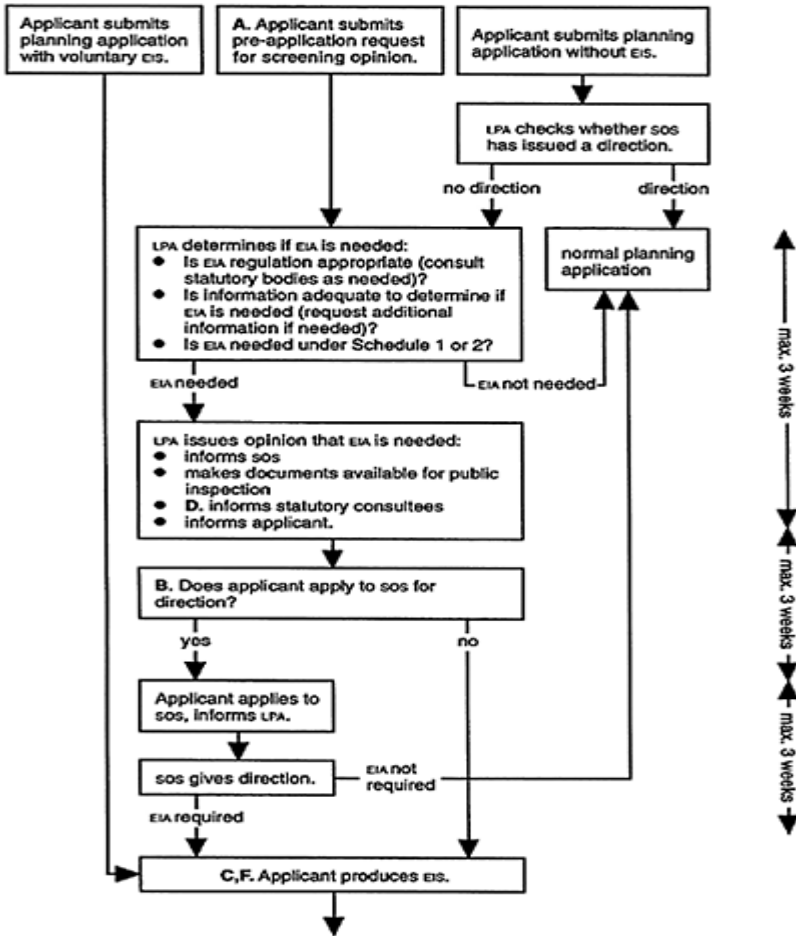 Applicant submits
planning application
with voluntary EIS.
A. Applicant submits
pre-application request
for screening opinion.
Applicant submits planning
application without EIS.
LPA checks whether SOS
has issued a direction.
no direction
direction
LPA determines if EIA is needed:
● Is EIA regulation appropriate (consult
statutory bodies as needed)?
● Is information adequate to determine if
EIA is needed (request additional
information if needed)?
● Is EIA needed under Schedule 1 or 2?
normal planning
application
EIA needed
EIA not needed
LPA issues opinion that EIA is needed:
● informs SOS
● makes documents available for public
inspection
● D. informs statutory consultees
● informs applicant.
B. Does applicant apply to SOS for
direction?
yes
no
Applicant applies to
SOS, informs LPA.
SOS gives direction.
EIA not
required
EIA required
C,F. Applicant produces EIS.
max. 3 weeks
max. 3 weeks
max. 3 weeks